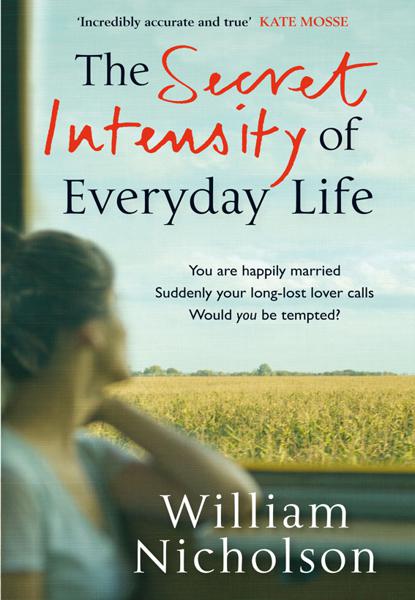 ‘Incredibly accurate and true’ KATE MOSSE
The Secret
Intensity of
Everyday Life
You are happily married
Suddenly your long-lost lover calls
Would you be tempted?
William
Nicholson